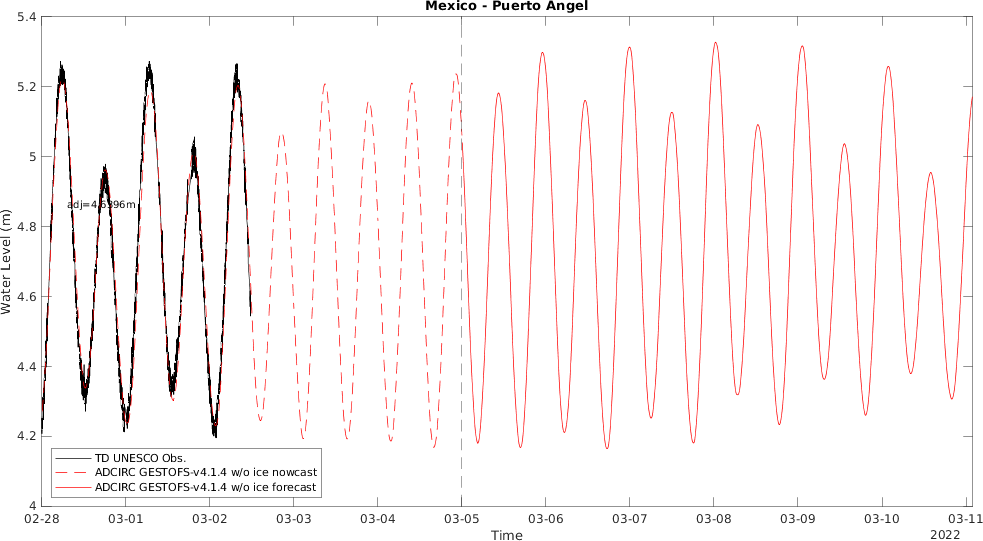 Mexico - Puerto Angel
5.4
5.2
5
4.8
4.6
4.4
4.2
4
Water Level (m)
adj=4.6396m
TD UNESCO Obs.
ADCIRC GESTOFS-v4.1.4 w/o ice nowcast
ADCIRC GESTOFS-v4.1.4 w/o ice forecast
02-28 03-01 03-02 03-03 03-04 03-05 03-06 03-07 03-08 03-09 03-10 03-11
Time
2022